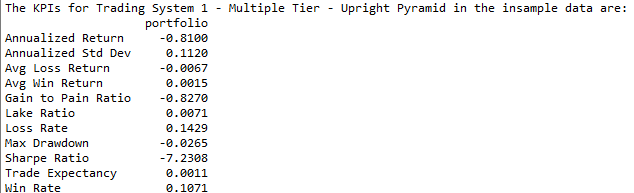 The KPIs for Trading System 1 - Multiple Tier - Upright Pyramid in the insample data are:
portfolio
Annualized Return -0.8100
Annualized Std Dev 0.1120
Avg Loss Return -0.0067
Avg Win Return 0.0015
Gain to Pain Ratio -0.8270
Lake Ratio 0.0071
Loss Rate 0.1429
Max Drawdown -0.0265
Sharpe Ratio -7.2308
Trade Expectancy 0.0011
Win Rate 0.1071